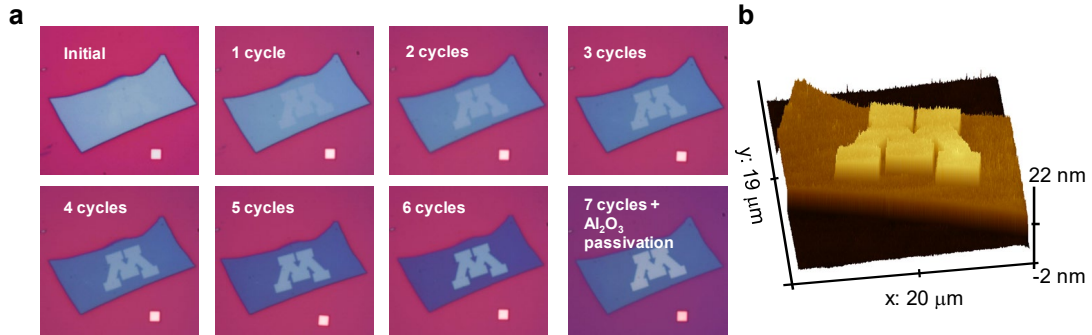 a
Initial
1 cycle
2 cycles
3 cycles
4 cycles
5 cycles
6 cycles
7 cycles +
Al₂O₃
passivation
b
y: 19 μm
x: 20 μm
22 nm
-2 nm